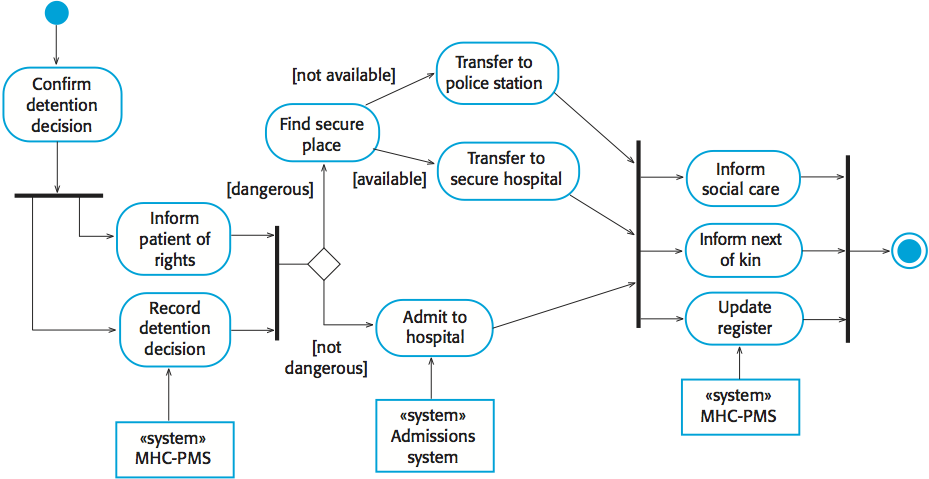 Confirm
detention
decision
Inform
patient of
rights
Record
detention
decision
«system»
MHC-PMS
[dangerous]
[not
dangerous]
Find secure
place
[not available]
[available]
Transfer to
police station
Transfer to
secure hospital
Admit to
hospital
«system»
Admissions
system
Inform
social care
Inform next
of kin
Update
register
«system»
MHC-PMS